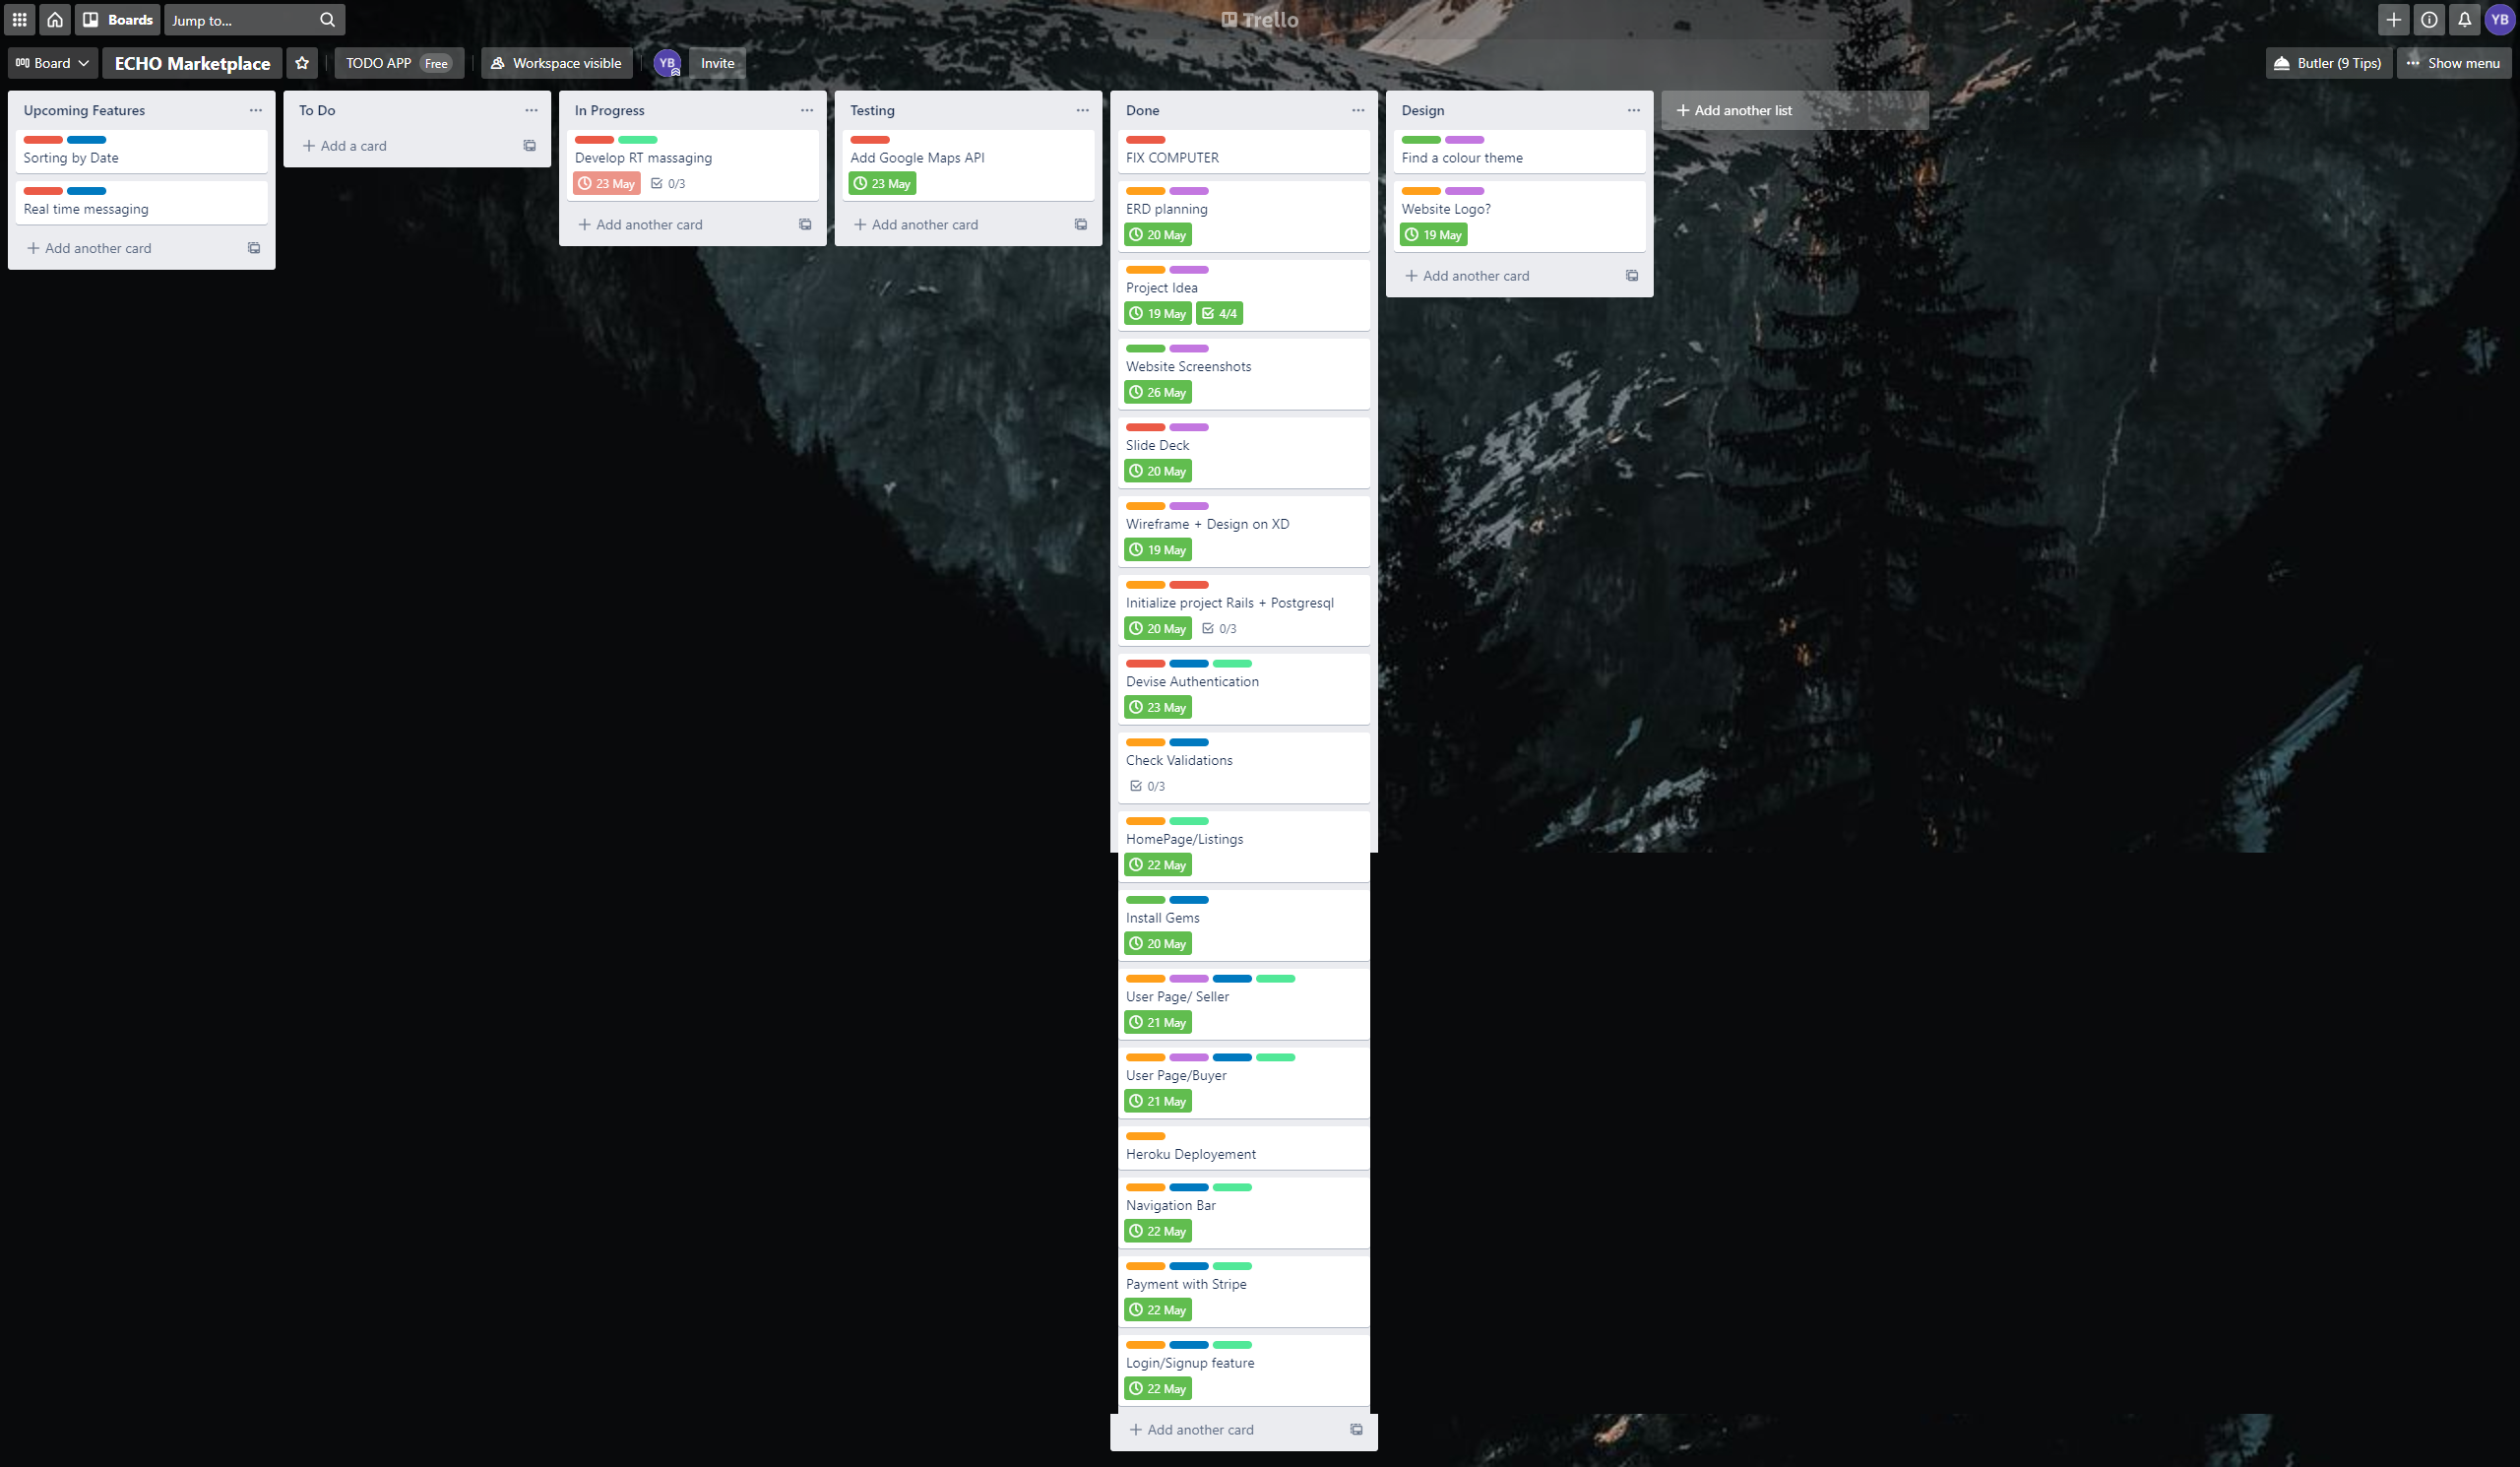 Boards
Jump to...
Trello
YB
Board
ECHO Marketplace
TODO APP Free
Workspace visible
YB
Invite
Butler (9 Tips)
Show menu
Upcoming Features
Sorting by Date
Real time messaging
Add another card
To Do
Add a card
In Progress
Develop RT massaging
23 May 0/3
Add another card
Testing
Add Google Maps API
23 May
Add another card
Done
FIX COMPUTER
ERD planning
20 May
Project Idea
19 May 4/4
Website Screenshots
26 May
Slide Deck
20 May
Wireframe + Design on XD
19 May
Initialize project Rails + Postgresql
20 May 0/3
Devise Authentication
23 May
Check Validations
0/3
HomePage/Listings
22 May
Install Gems
20 May
User Page/ Seller
21 May
User Page/Buyer
21 May
Heroku Deployement
Navigation Bar
22 May
Payment with Stripe
22 May
Login/Signup feature
22 May
Add another card
Design
Find a colour theme
Website Logo?
19 May
Add another card
Add another list